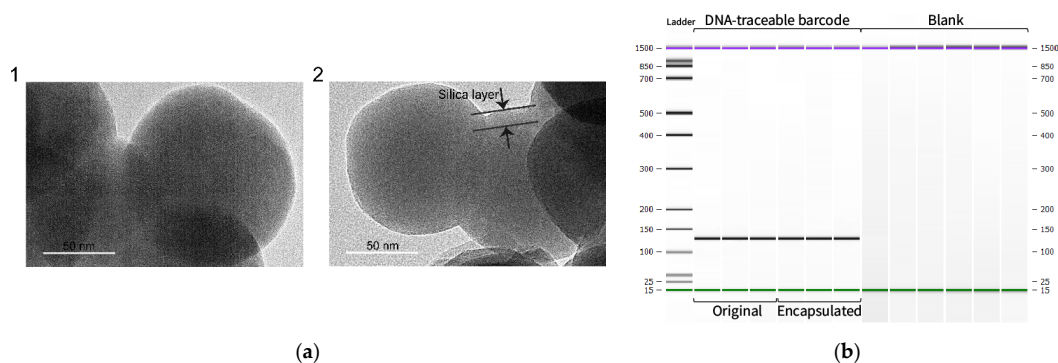 1
50 nm
2
Silica layer
50 nm
(a)
Ladder
DNA-traceable barcode
Blank
1500
850
700
500
400
300
200
150
100
25
15
1500
850
700
500
400
300
200
150
100
25
15
Original
Encapsulated
(b)